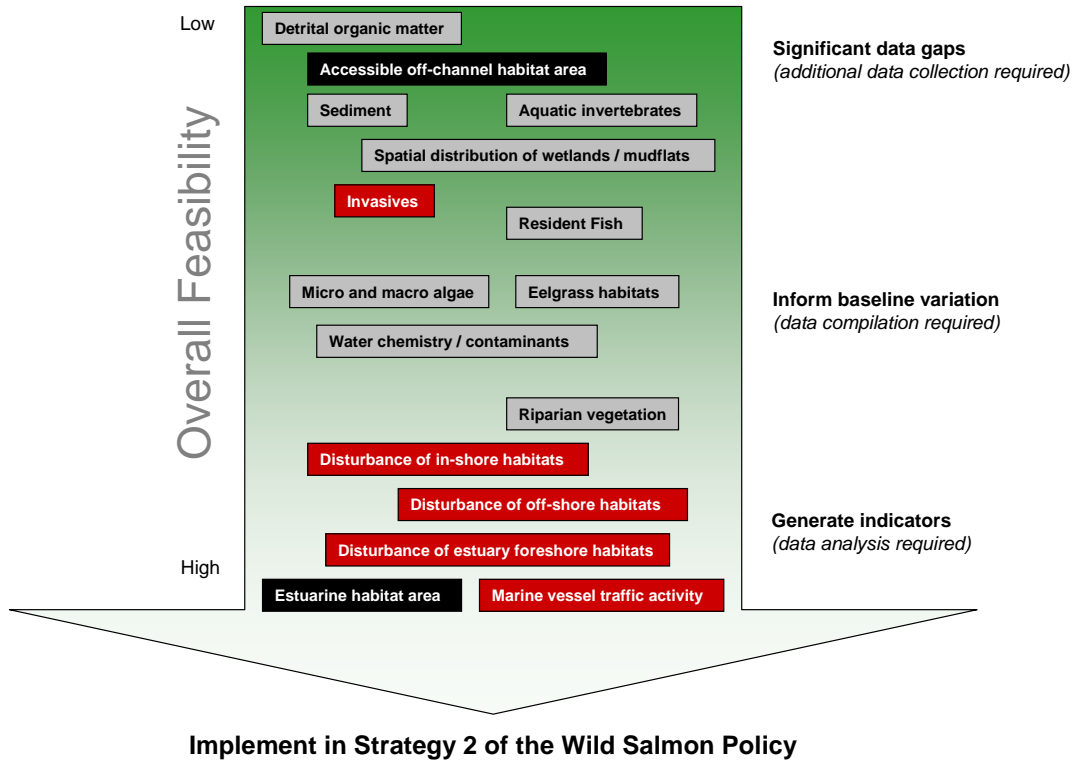 Low
Detrital organic matter
Significant data gaps
(additional data collection required)
Accessible off-channel habitat area
Sediment
Aquatic invertebrates
Spatial distribution of wetlands / mudflats
Invasives
Resident Fish
Overall Feasibility
Micro and macro algae
Eelgrass habitats
Inform baseline variation
(data compilation required)
Water chemistry / contaminants
Riparian vegetation
Disturbance of in-shore habitats
Disturbance of off-shore habitats
Generate indicators
(data analysis required)
Disturbance of estuary foreshore habitats
High
Estuarine habitat area
Marine vessel traffic activity
Implement in Strategy 2 of the Wild Salmon Policy